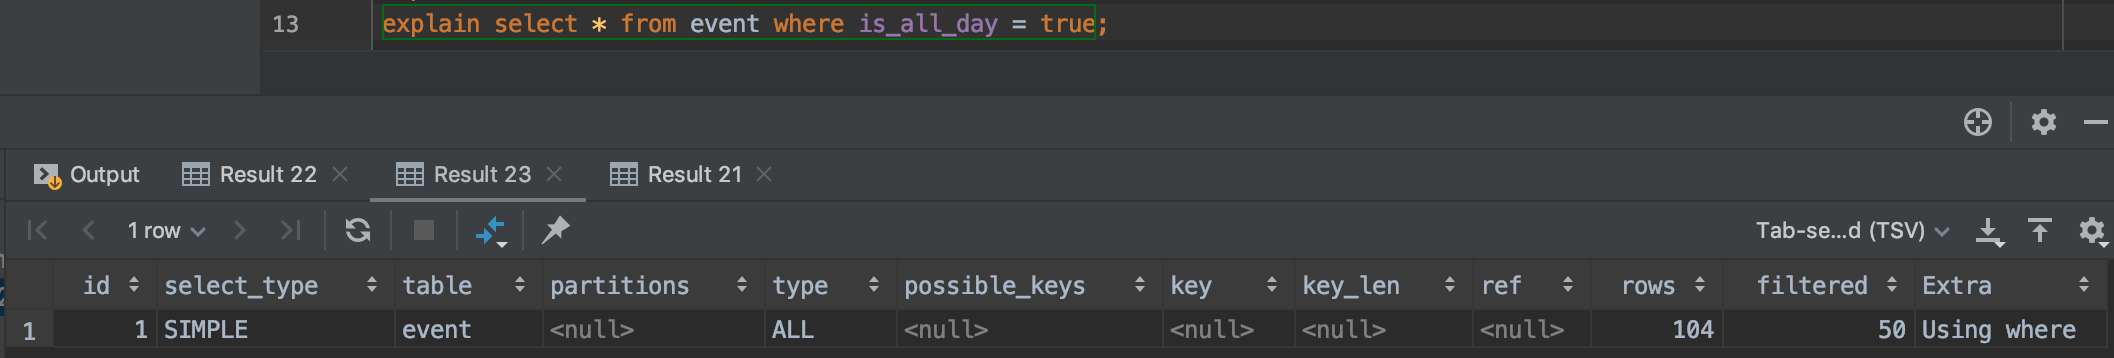 13 explain select * from event where is_all_day = true;
Output Result 22 Result 23 Result 21
1 row Tab-se...d (TSV)
id select_type table partitions type possible_keys key key_len ref rows filtered Extra
1 1 SIMPLE event <null> ALL <null> <null> <null> <null> 104 50 Using where